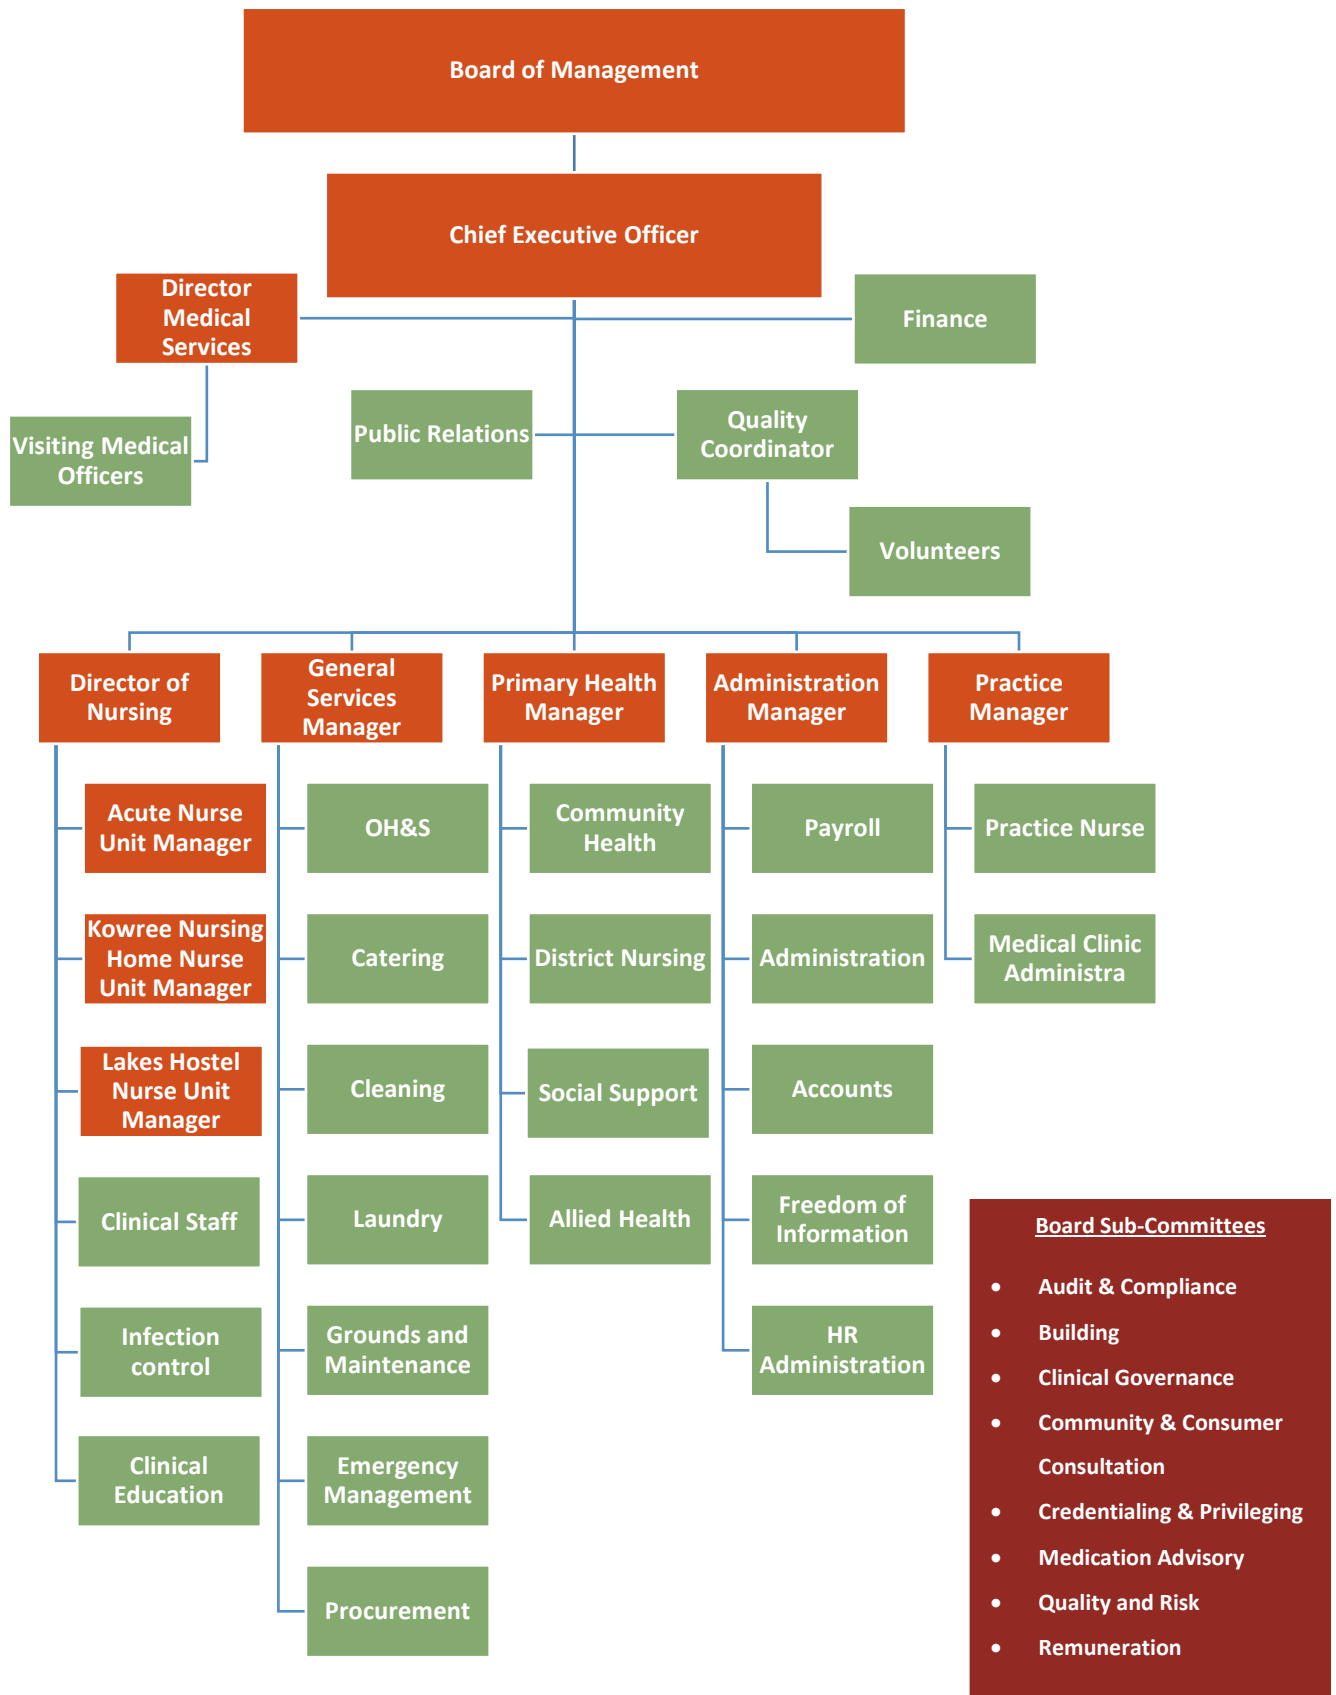 Board of Management
Chief Executive Officer
Director
Medical
Services
Finance
Visiting Medical
Officers
Public Relations
Quality
Coordinator
Volunteers
Director of
Nursing
General
Services
Manager
Primary Health
Manager
Administration
Manager
Practice
Manager
Acute Nurse
Unit Manager
Kowree Nursing
Home Nurse
Unit Manager
Lakes Hostel
Nurse Unit
Manager
Clinical Staff
Infection
control
Clinical
Education
OH&S
Catering
Cleaning
Laundry
Grounds and
Maintenance
Emergency
Management
Procurement
Community
Health
District Nursing
Social Support
Allied Health
Payroll
Administration
Accounts
Freedom of
Information
HR
Administration
Practice Nurse
Medical Clinic
Administra
Board Sub-Committees
• Audit & Compliance
• Building
• Clinical Governance
• Community & Consumer
Consultation
• Credentialing & Privileging
• Medication Advisory
• Quality and Risk
• Remuneration